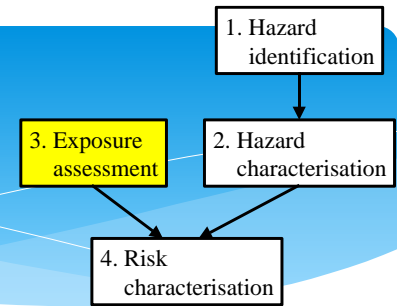 1. Hazard
identification
3. Exposure
assessment
2. Hazard
characterisation
4. Risk
characterisation